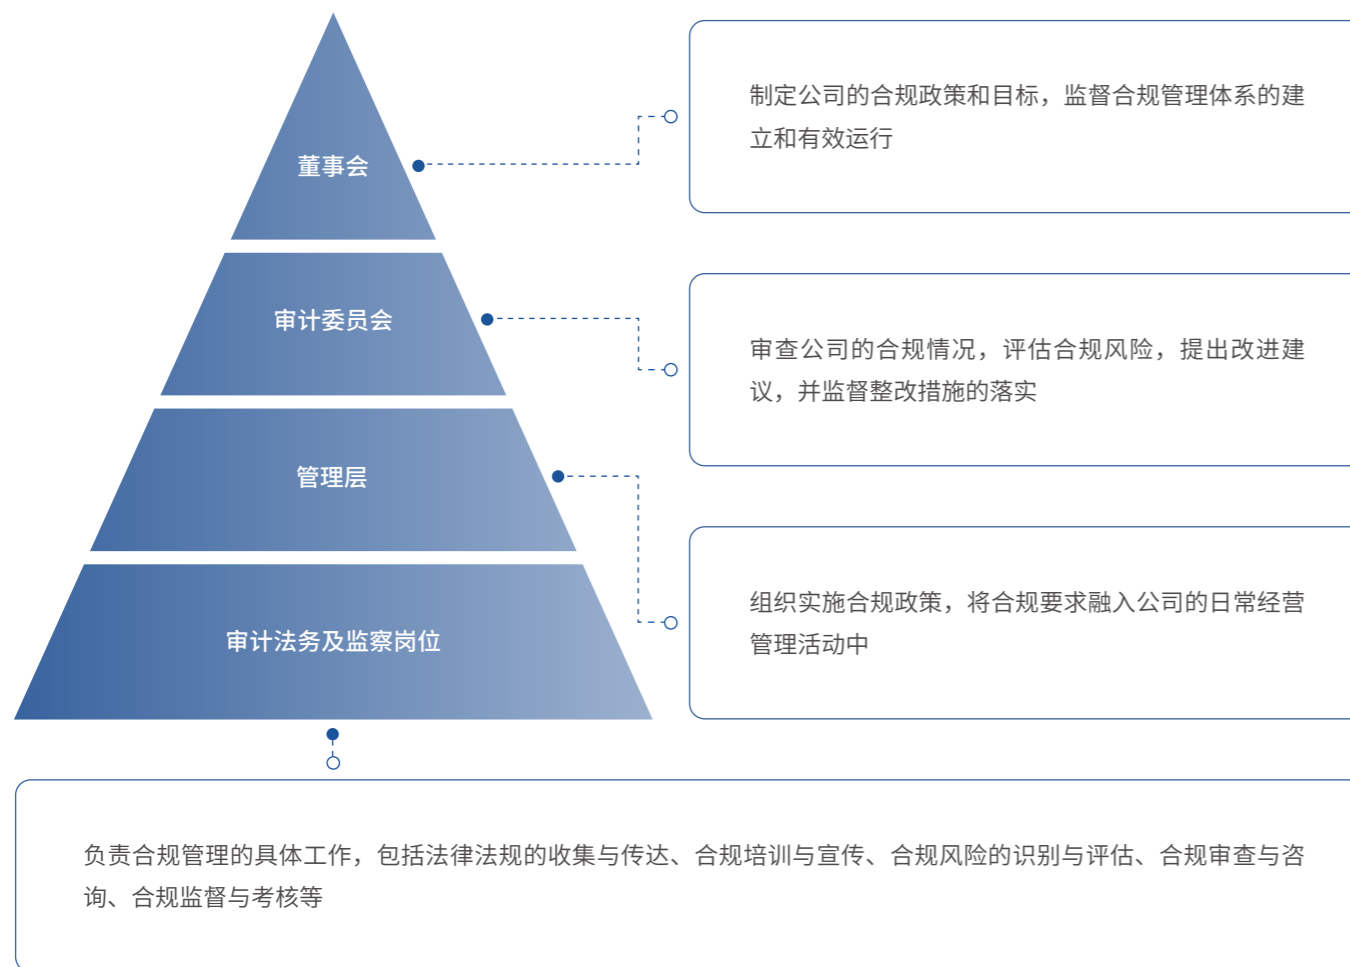 董事会
制定公司的合规政策和目标，监督合规管理体系的建
立和有效运行
审计委员会
审查公司的合规情况，评估合规风险，提出改进建
议，并监督整改措施的落实
管理层
组织实施合规政策，将合规要求融入公司的日常经营
管理活动中
审计法务及监察岗位
负责合规管理的具体工作，包括法律法规的收集与传达、合规培训与宣传、合规风险的识别与评估、合规审查与咨
询、合规监督与考核等